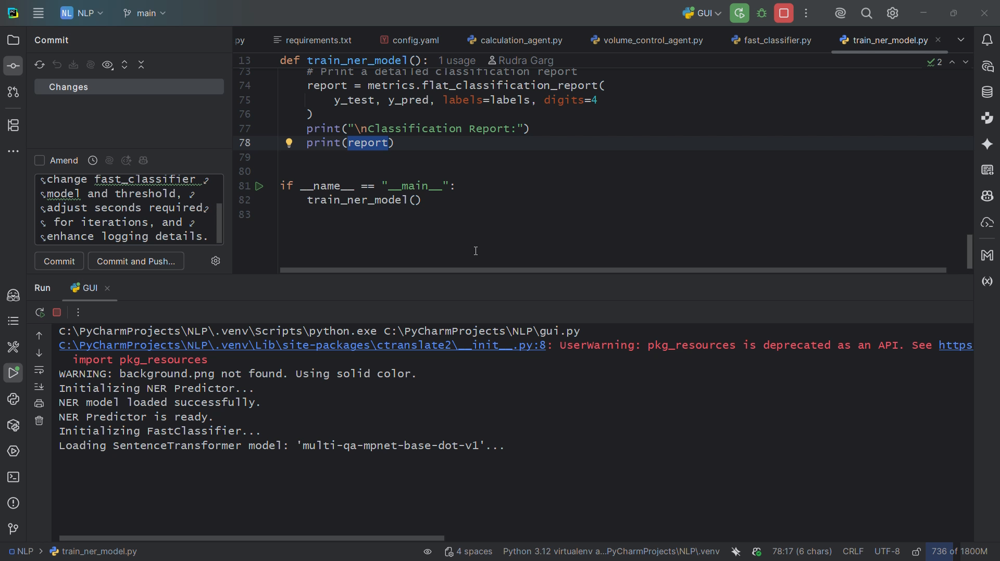 NL NLP main GUI
Commit
py requirements.txt config.yaml calculation_agent.py volume_control_agent.py fast_classifier.py train_ner_model.py
13 def train_ner_model(): 1 usage Rudra Garg
2
Changes
73 # Print a detailed classification report
74 report = metrics.flat_classification_report(
75 y_test, y_pred, labels=labels, digits=4
76 )
77 print("\nClassification Report:")
78 print(report)
79
80
81 if __name__ == "__main__":
82 train_ner_model()
83
Amend
change fast_classifier
model and threshold,
adjust seconds required
for iterations, and
enhance logging details.
Commit Commit and Push...
Run GUI
C:\PyCharmProjects\NLP\.venv\Scripts\python.exe C:\PyCharmProjects\NLP\gui.py
C:\PyCharmProjects\NLP\.venv\Lib\site-packages\ctranslate2\__init__.py:8: UserWarning: pkg_resources is deprecated as an API. See https
import pkg_resources
WARNING: background.png not found. Using solid color.
Initializing NER Predictor...
NER model loaded successfully.
NER Predictor is ready.
Initializing FastClassifier...
Loading SentenceTransformer model: 'multi-qa-mpnet-base-dot-v1'...
NLP > train_ner_model.py 4 spaces Python 3.12 virtualenv a...PyCharmProjects\NLP\.venv 78:17 (6 chars) CRLF UTF-8 736 of 1800M